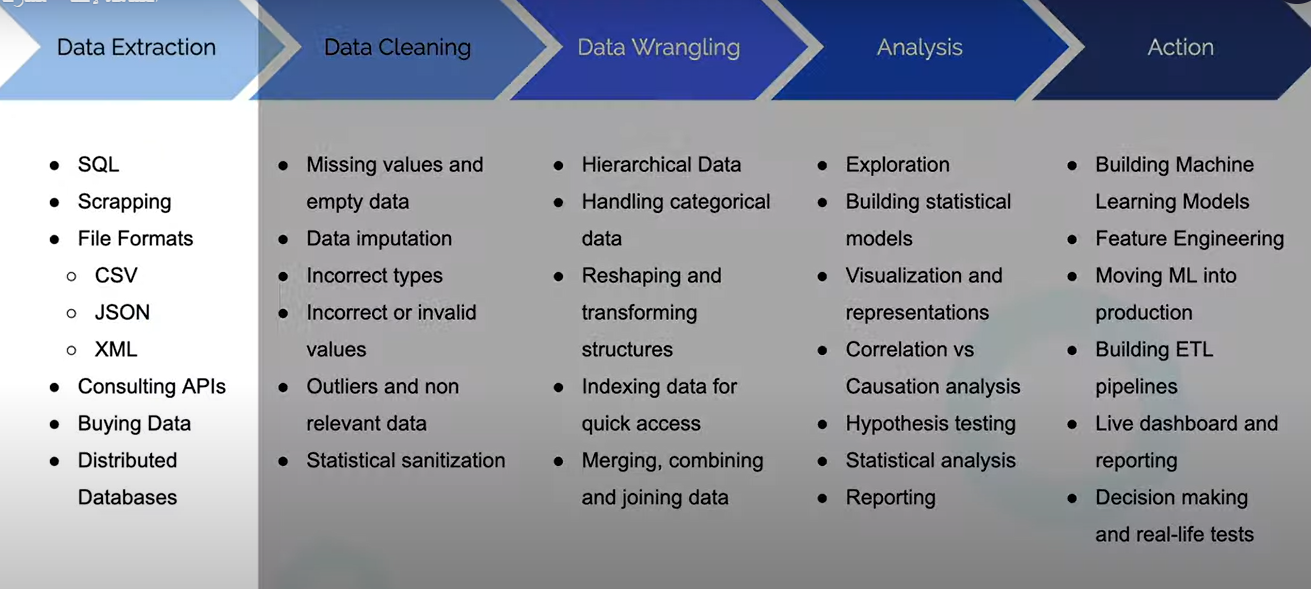 Data Extraction
Data Cleaning
Data Wrangling
Analysis
Action
SQL
Scrapping
File Formats
CSV
JSON
XML
Consulting APIs
Buying Data
Distributed
Databases
Missing values and
empty data
Data imputation
Incorrect types
Incorrect or invalid
values
Outliers and non
relevant data
Statistical sanitization
Hierarchical Data
Handling categorical
data
Reshaping and
transforming
structures
Indexing data for
quick access
Merging, combining
and joining data
Exploration
Building statistical
models
Visualization and
representations
Correlation vs
Causation analysis
Hypothesis testing
Statistical analysis
Reporting
Building Machine
Learning Models
Feature Engineering
Moving ML into
production
Building ETL
pipelines
Live dashboard and
reporting
Decision making
and real-life tests